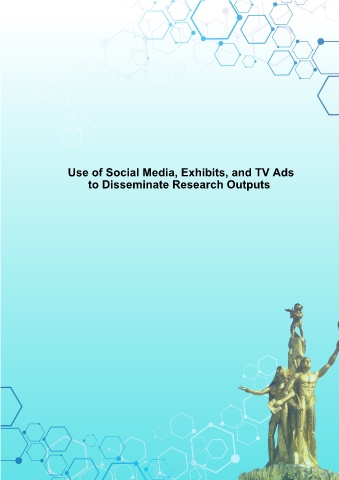 Use of Social Media, Exhibits, and TV Ads
to Disseminate Research Outputs